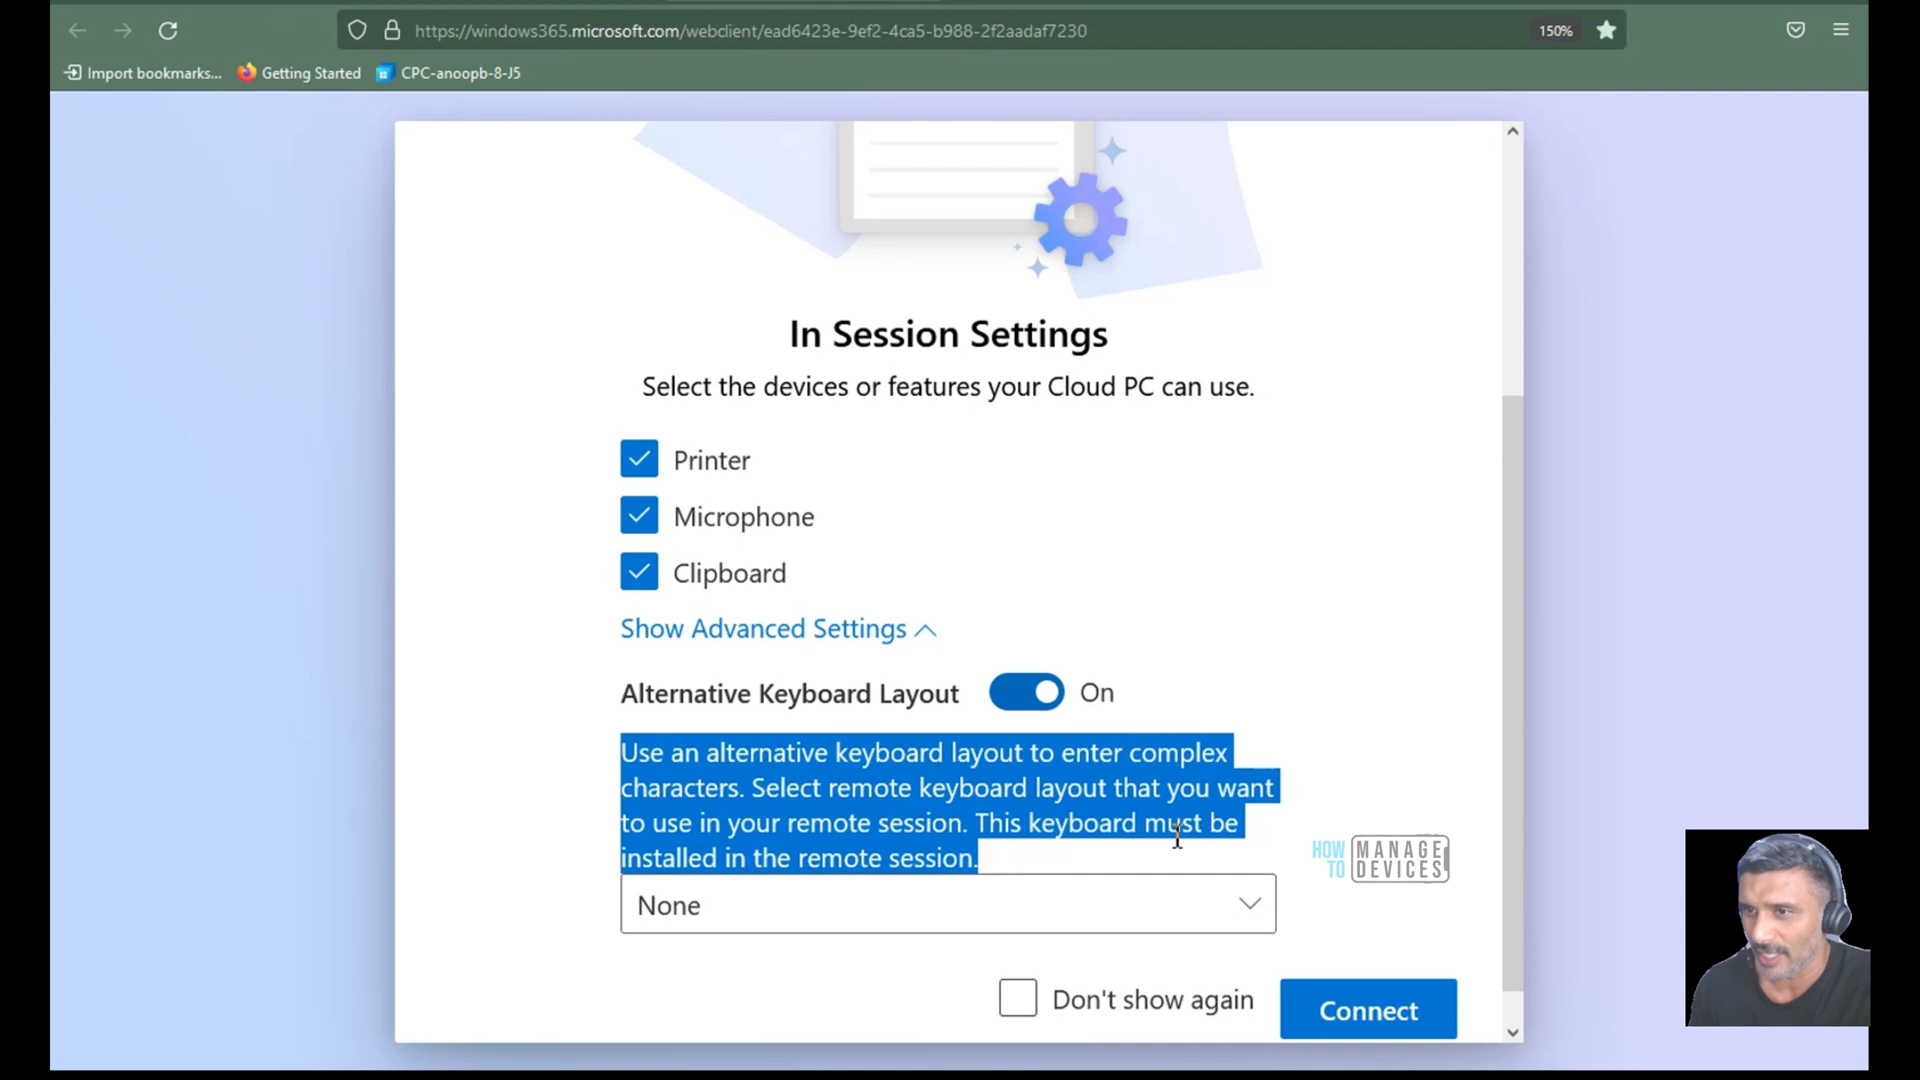 https://windows365.microsoft.com/webclient/ead6423e-9ef2-4ca5-b988-2f2aadaf7230
150%
Import bookmarks...
Getting Started
CPC-anoopb-8-J5
In Session Settings
Select the devices or features your Cloud PC can use.
Printer
Microphone
Clipboard
Show Advanced Settings
Alternative Keyboard Layout On
Use an alternative keyboard layout to enter complex
characters. Select remote keyboard layout that you want
to use in your remote session. This keyboard must be
installed in the remote session.
HOW TO MANAGE DEVICES
None
Don't show again
Connect